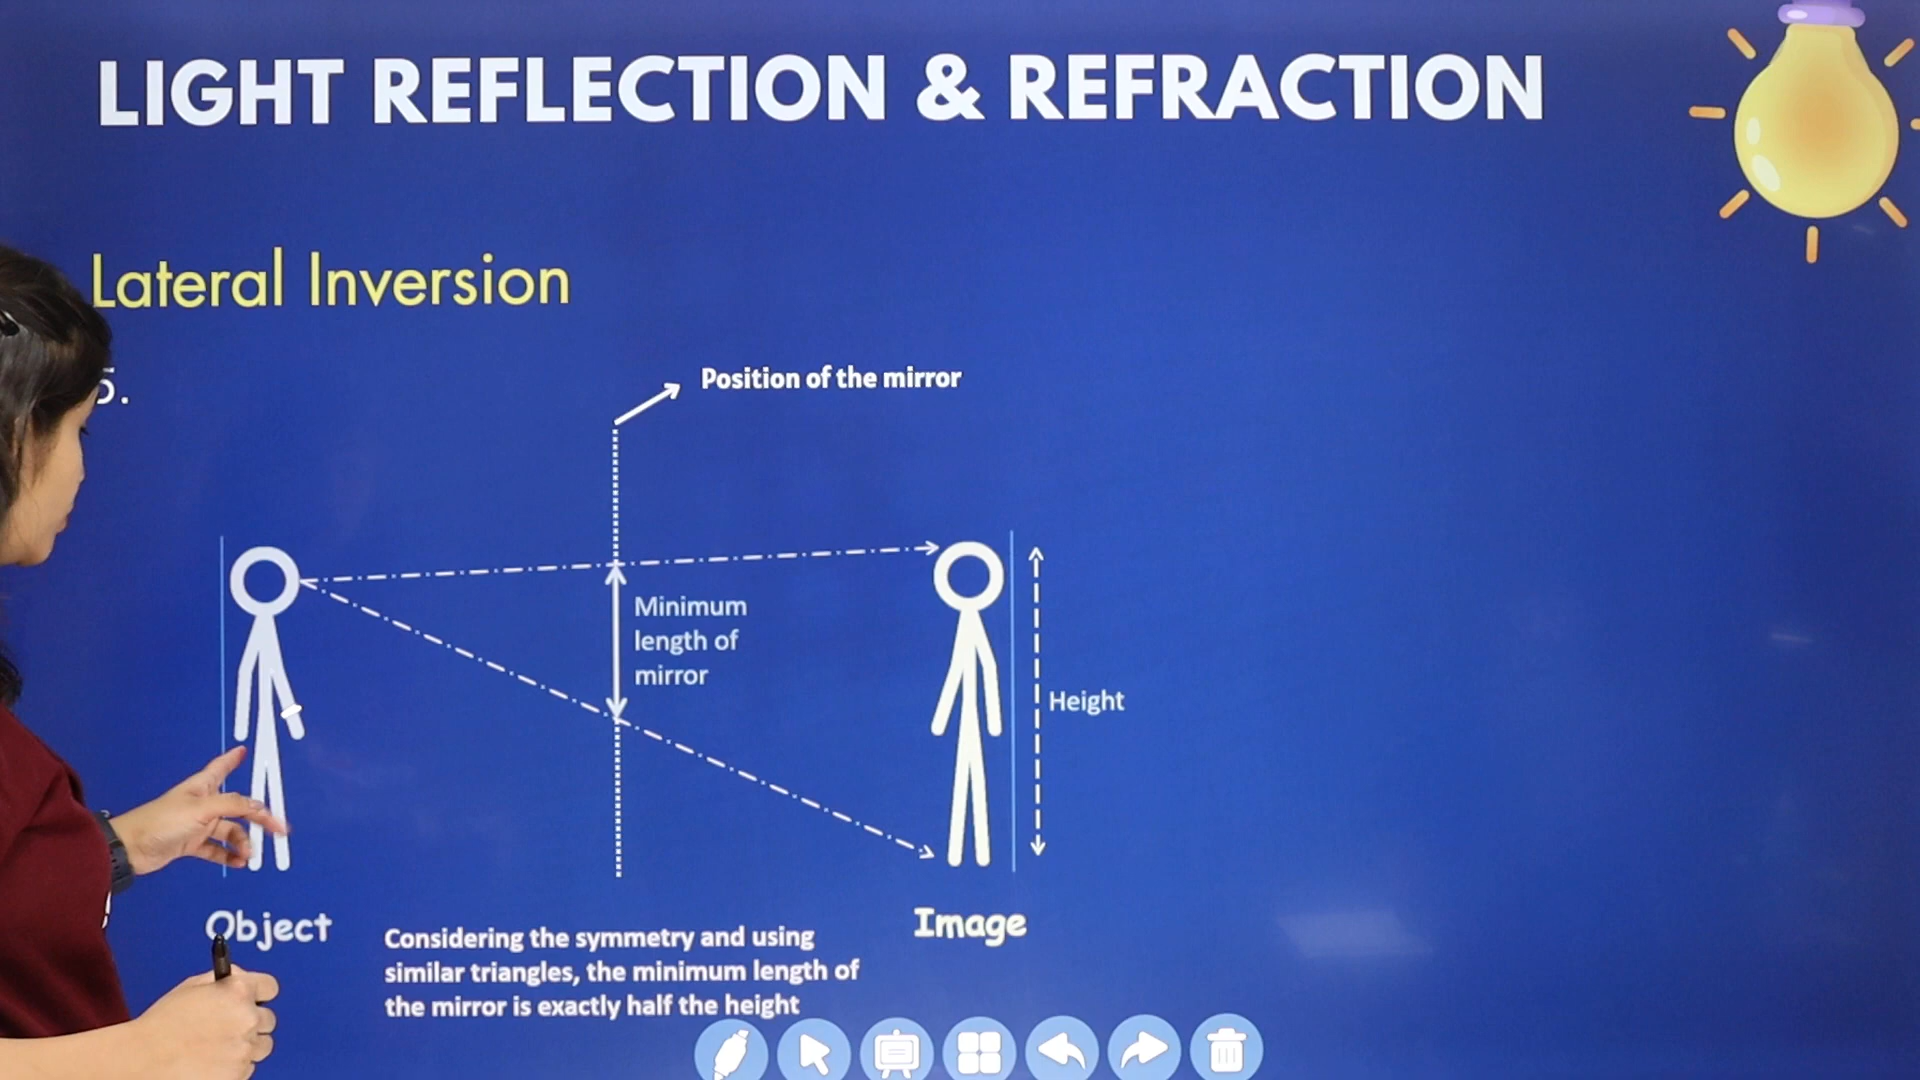 LIGHT REFLECTION & REFRACTION
Lateral Inversion
5.
Position of the mirror
Minimum
length of
mirror
Height
Object
Image
Considering the symmetry and using
similar triangles, the minimum length of
the mirror is exactly half the height